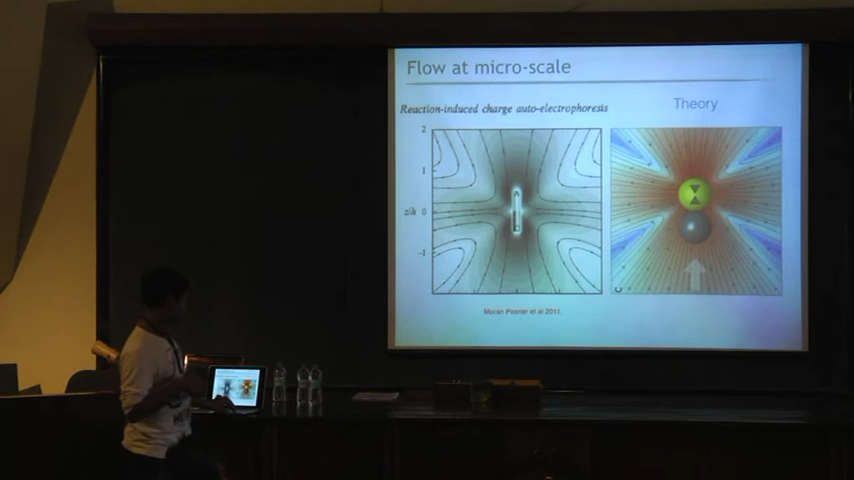 Flow at micro-scale
Reaction-induced charge auto-electrophoresis
Theory
2
1
z/h 0
-1
Moran Posner et al 2011